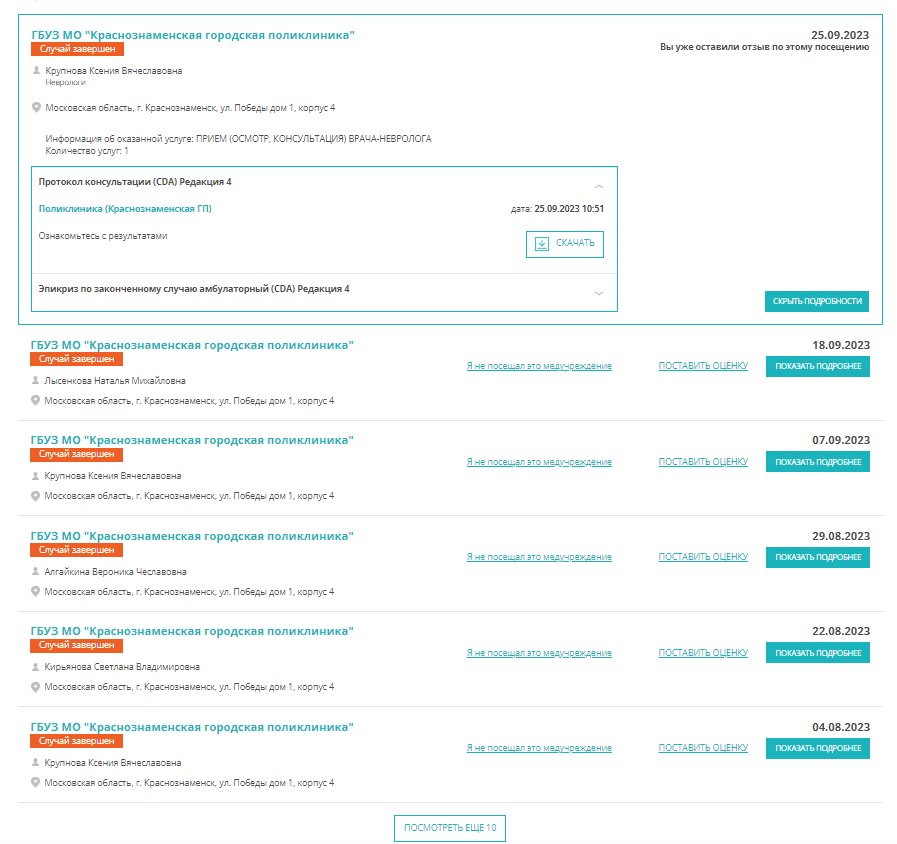 ГБУЗ МО "Краснознаменская городская поликлиника"
25.09.2023
Случай завершен
Вы уже оставили отзыв по этому посещению
Крупнова Ксения Вячеславовна
Неврологи
Московская область, г. Краснознаменск, ул. Победы дом 1, корпус 4
Информация об оказанной услуге: ПРИЕМ (ОСМОТР, КОНСУЛЬТАЦИЯ) ВРАЧА-НЕВРОЛОГА
Количество услуг: 1
Протокол консультации (CDA) Редакция 4
Поликлиника (Краснознаменская ГП)
дата: 25.09.2023 10:51
Ознакомьтесь с результатами
СКАЧАТЬ
Эпикриз по законченному случаю амбулаторный (CDA) Редакция 4
СКРЫТЬ ПОДРОБНОСТИ
ГБУЗ МО "Краснознаменская городская поликлиника"
18.09.2023
Случай завершен
Я не посещал это медучреждение
ПОСТАВИТЬ ОЦЕНКУ
ПОКАЗАТЬ ПОДРОБНЕЕ
Лысенкова Наталья Михайловна
Московская область, г. Краснознаменск, ул. Победы дом 1, корпус 4
ГБУЗ МО "Краснознаменская городская поликлиника"
07.09.2023
Случай завершен
Я не посещал это медучреждение
ПОСТАВИТЬ ОЦЕНКУ
ПОКАЗАТЬ ПОДРОБНЕЕ
Крупнова Ксения Вячеславовна
Московская область, г. Краснознаменск, ул. Победы дом 1, корпус 4
ГБУЗ МО "Краснознаменская городская поликлиника"
29.08.2023
Случай завершен
Я не посещал это медучреждение
ПОСТАВИТЬ ОЦЕНКУ
ПОКАЗАТЬ ПОДРОБНЕЕ
Алгайкина Вероника Чеславовна
Московская область, г. Краснознаменск, ул. Победы дом 1, корпус 4
ГБУЗ МО "Краснознаменская городская поликлиника"
22.08.2023
Случай завершен
Я не посещал это медучреждение
ПОСТАВИТЬ ОЦЕНКУ
ПОКАЗАТЬ ПОДРОБНЕЕ
Кирьянова Светлана Владимировна
Московская область, г. Краснознаменск, ул. Победы дом 1, корпус 4
ГБУЗ МО "Краснознаменская городская поликлиника"
04.08.2023
Случай завершен
Я не посещал это медучреждение
ПОСТАВИТЬ ОЦЕНКУ
ПОКАЗАТЬ ПОДРОБНЕЕ
Крупнова Ксения Вячеславовна
Московская область, г. Краснознаменск, ул. Победы дом 1, корпус 4
ПОСМОТРЕТЬ ЕЩЕ 10